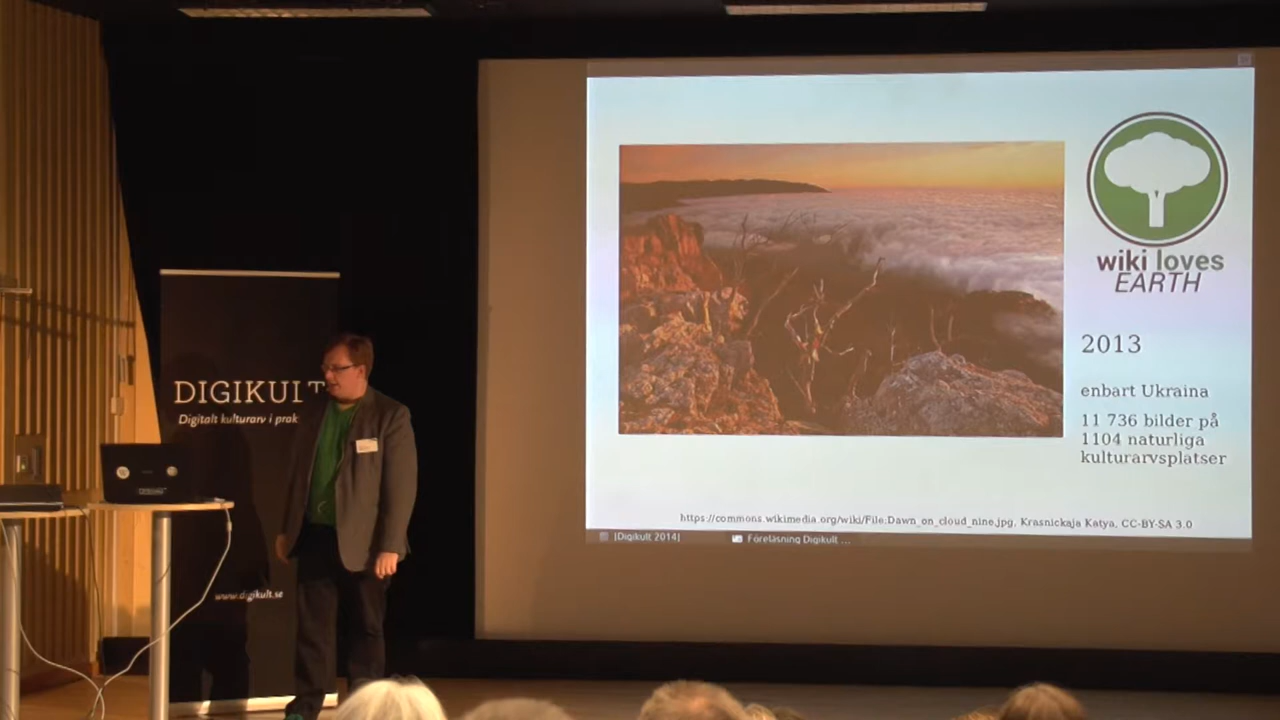 DIGIKULT
Digitalt kulturarv i prak
www.digikult.se
wiki loves
EARTH
2013
enbart Ukraina
11 736 bilder på
1104 naturliga
kulturarvsplatser
https://commons.wikimedia.org/wiki/File:Dawn_on_cloud_nine.jpg, Krasnickaja Katya, CC-BY-SA 3.0
[Digikult 2014]
Föreläsning Digikult ...